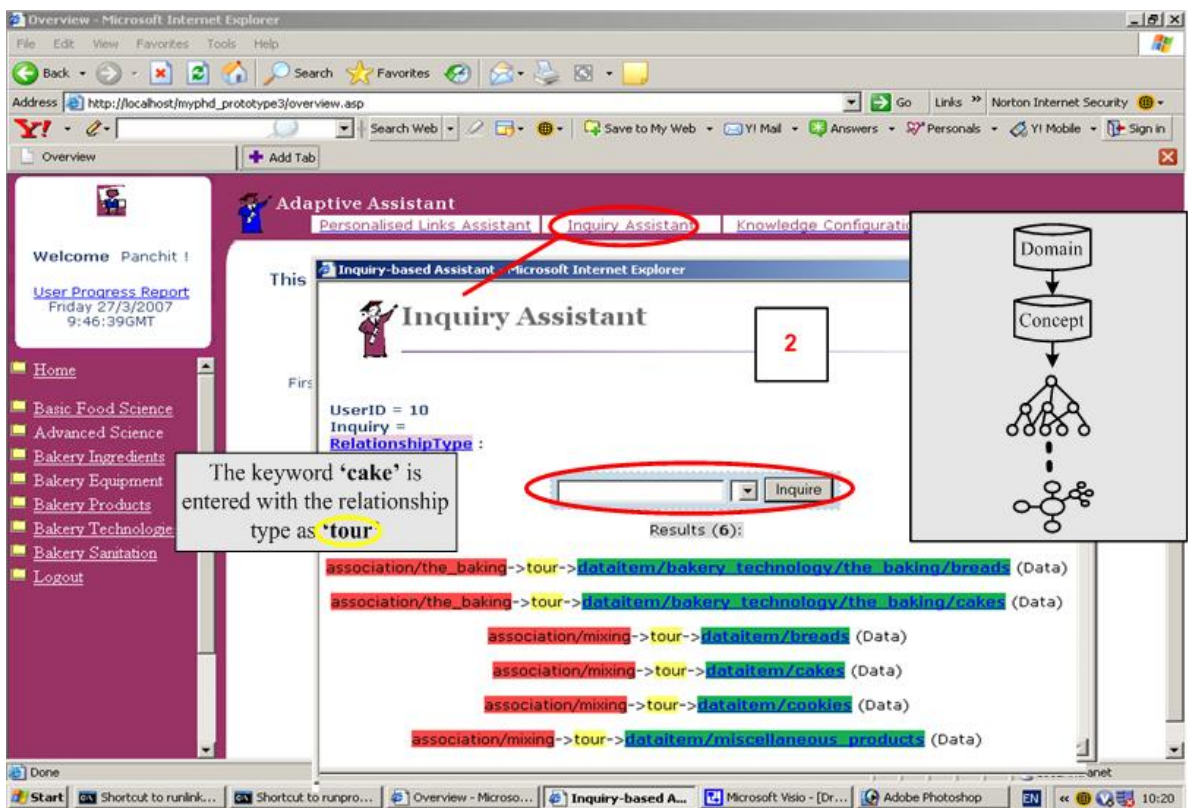 Overview - Microsoft Internet Explorer
File Edit View Favorites Tools Help
Back Search Favorites
Address http://localhost/myphd_prototype3/overview.asp Go Links » Norton Internet Security
Y! Search Web Save to My Web Y! Mail Answers Personals Y! Mobile Sign in
Overview Add Tab
Adaptive Assistant
Personalised Links Assistant Inquiry Assistant Knowledge
Welcome Panchit !
User Progress Report
Friday 27/3/2007
9:46:39GMT
Home
Basic Food Science
Advanced Science
Bakery Ingredients
Bakery Equipment
Bakery Products
Bakery
Bakery Sanitation
Logout
This
Inquiry-based Assistant - Microsoft Internet Explorer
Inquiry Assistant
2
UserID = 10
Inquiry =
RelationshipType :
Inquire
Results (6):
association/the_baking->tour->dataitem/bakery_technology/the_baking/breads (Data)
association/the_baking->tour->dataitem/bakery_technology/the_baking/cakes (Data)
association/mixing->tour->dataitem/breads (Data)
association/mixing->tour->dataitem/cakes (Data)
association/mixing->tour->dataitem/cookies (Data)
association/mixing->tour->dataitem/miscellaneous_products (Data)
The keyword ‘cake’ is
entered with the relationship
type as ‘tour’
Domain
Concept
Done
Start Shortcut to runlink... Shortcut to runpro... Overview - Microso... Inquiry-based A... Microsoft Visio - [Dr... Adobe Photoshop EN « 10:20